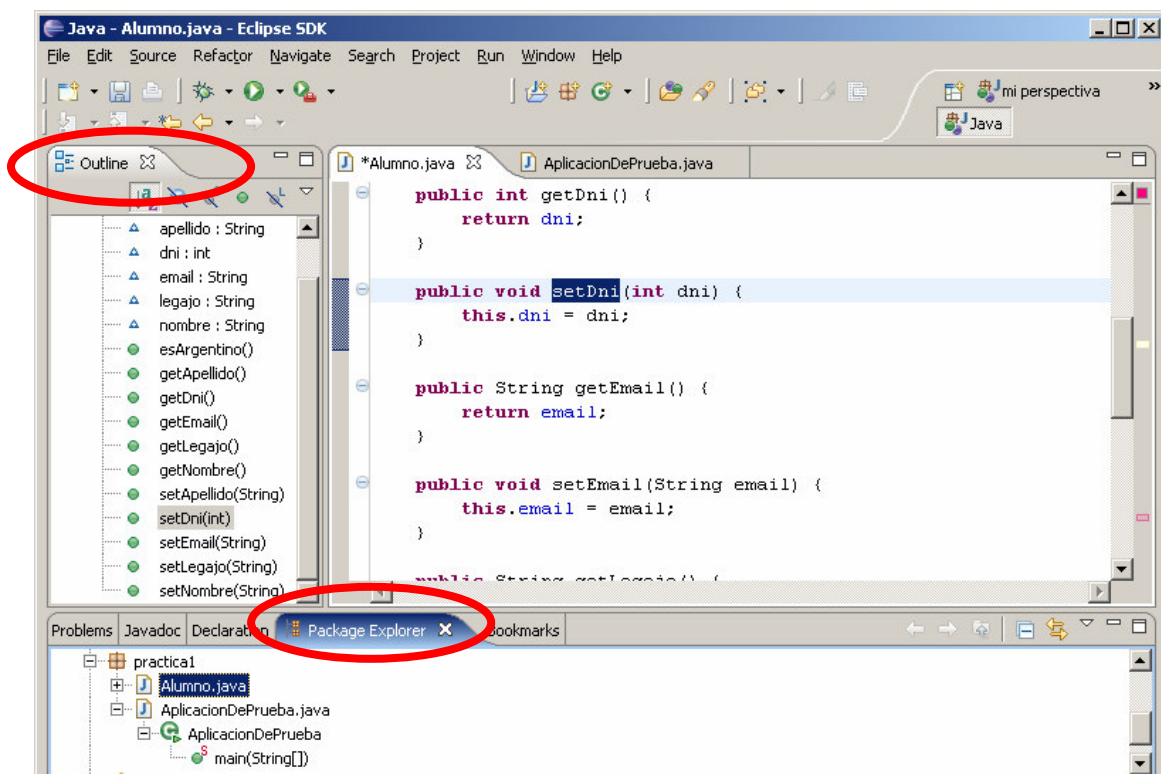 Java - Alumno.java - Eclipse SDK
File Edit Source Refactor Navigate Search Project Run Window Help
mi perspectiva »
Java
Outline
*Alumno.java AplicacionDePrueba.java
apellido : String
dni : int
email : String
legajo : String
nombre : String
esArgentino()
getApellido()
getDni()
getEmail()
getLegajo()
getNombre()
setApellido(String)
setDni(int)
setEmail(String)
setLegajo(String)
setNombre(String)
public int getDni() {
return dni;
}
public void setDni(int dni) {
this.dni = dni;
}
public String getEmail() {
return email;
}
public void setEmail(String email) {
this.email = email;
}
public String getLegajo() {
Problems Javadoc Declaration Package Explorer Bookmarks
practica1
Alumno.java
AplicacionDePrueba.java
AplicacionDePrueba
main(String[])